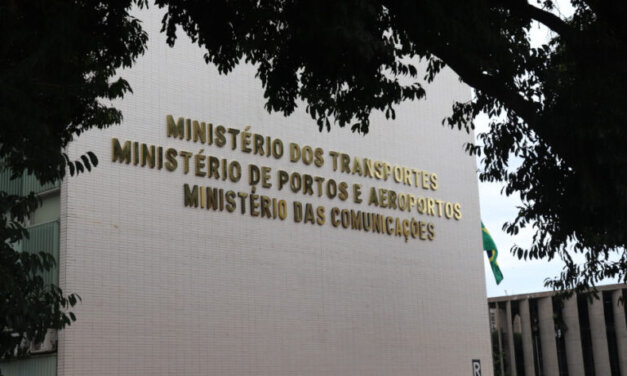 MINISTÉRIO DOS TRANSPORTES
MINISTÉRIO DE PORTOS E AEROPORTOS
MINISTÉRIO DAS COMUNICAÇÕES
R